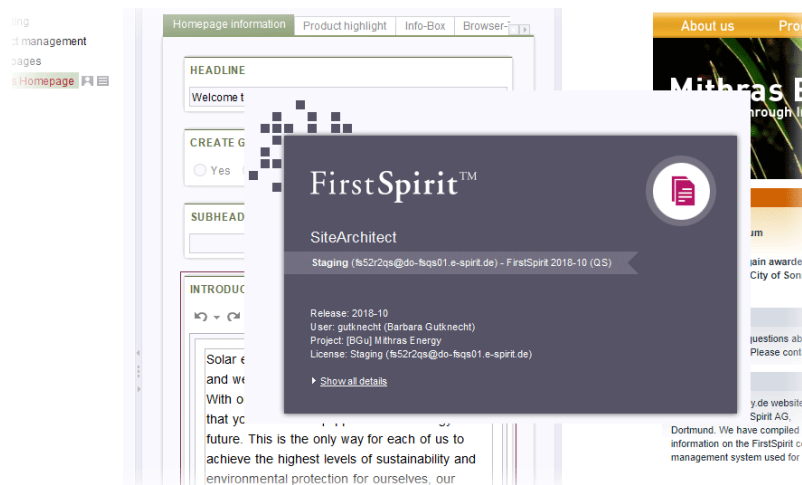 management
pages
Homepage
Homepage information
Product highlight
Info-Box
Browser-
HEADLINE
Welcome t
CREATE G
Yes
SUBHEAD
INTRODUC
Solar e
and we
With o
that yo
future. This is the only way for each of us to
achieve the highest levels of sustainability and
environmental protection for ourselves, our
FirstSpirit™
SiteArchitect
Staging (fs52r2qs@do-fsqs01.e-spirit.de) - FirstSpirit 2018-10 (QS)
Release: 2018-10
User: gutknecht (Barbara Gutknecht)
Project: [BGu] Mithras Energy
License: Staging (fs52r2qs@do-fsqs01.e-spirit.de)
Show all details
About us
Pro
Mithras E
rough I
um
ain awarde
City of Son
questions ab
Please cont
y.de website
Spirit AG,
Dortmund. We have compiled
information on the FirstSpirit co
management system used for